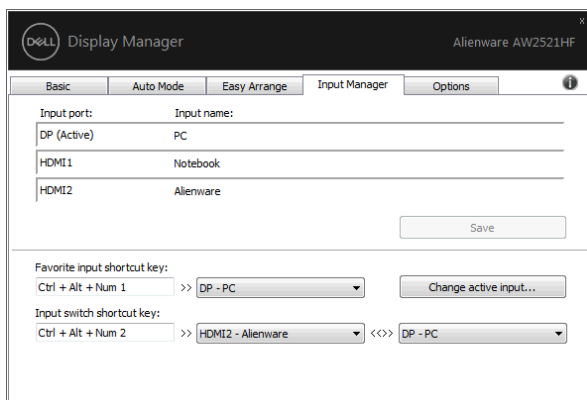 x
DELL Display Manager Alienware AW2521HF
Basic Auto Mode Easy Arrange Input Manager Options i
Input port: Input name:
DP (Active) PC
HDMI1 Notebook
HDMI2 Alienware
Save
Favorite input shortcut key:
Ctrl + Alt + Num 1 >> DP - PC Change active input...
Input switch shortcut key:
Ctrl + Alt + Num 2 >> HDMI2 - Alienware <<>> DP - PC